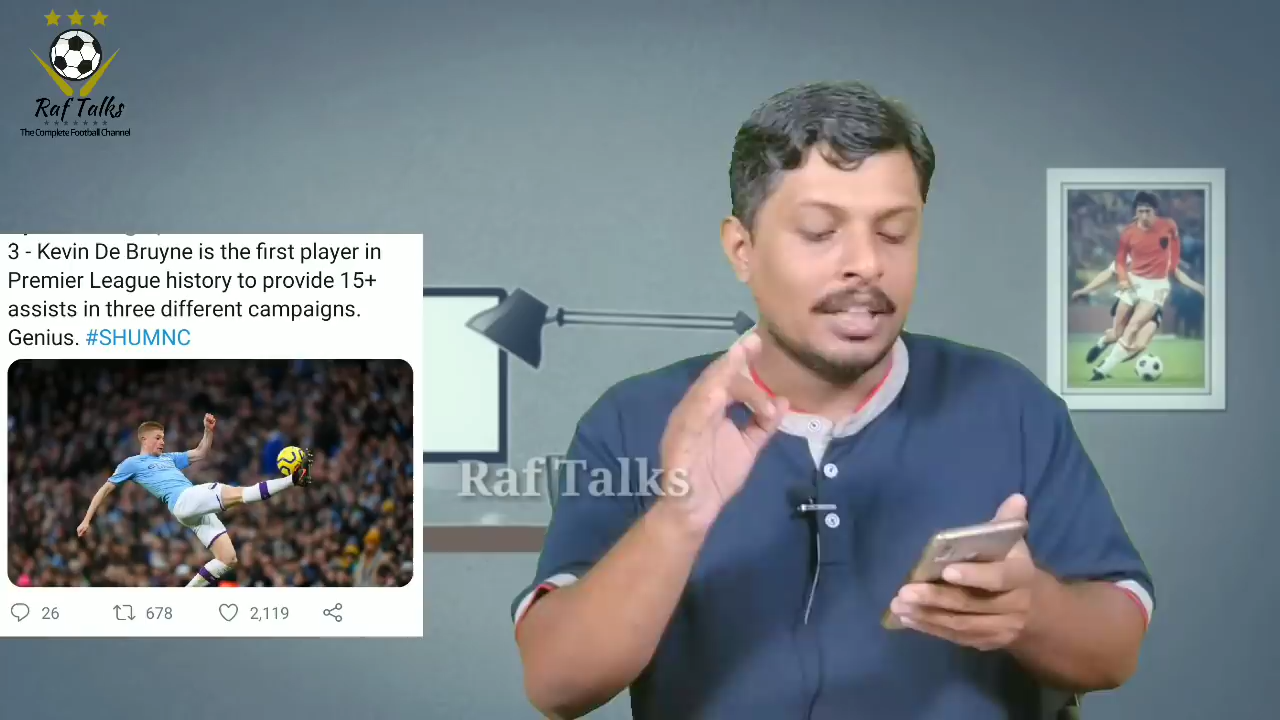 Raf Talks
The Complete Football Channel
3 - Kevin De Bruyne is the first player in
Premier League history to provide 15+
assists in three different campaigns.
Genius. #SHUMNC
26 678 2,119
Raf Talks